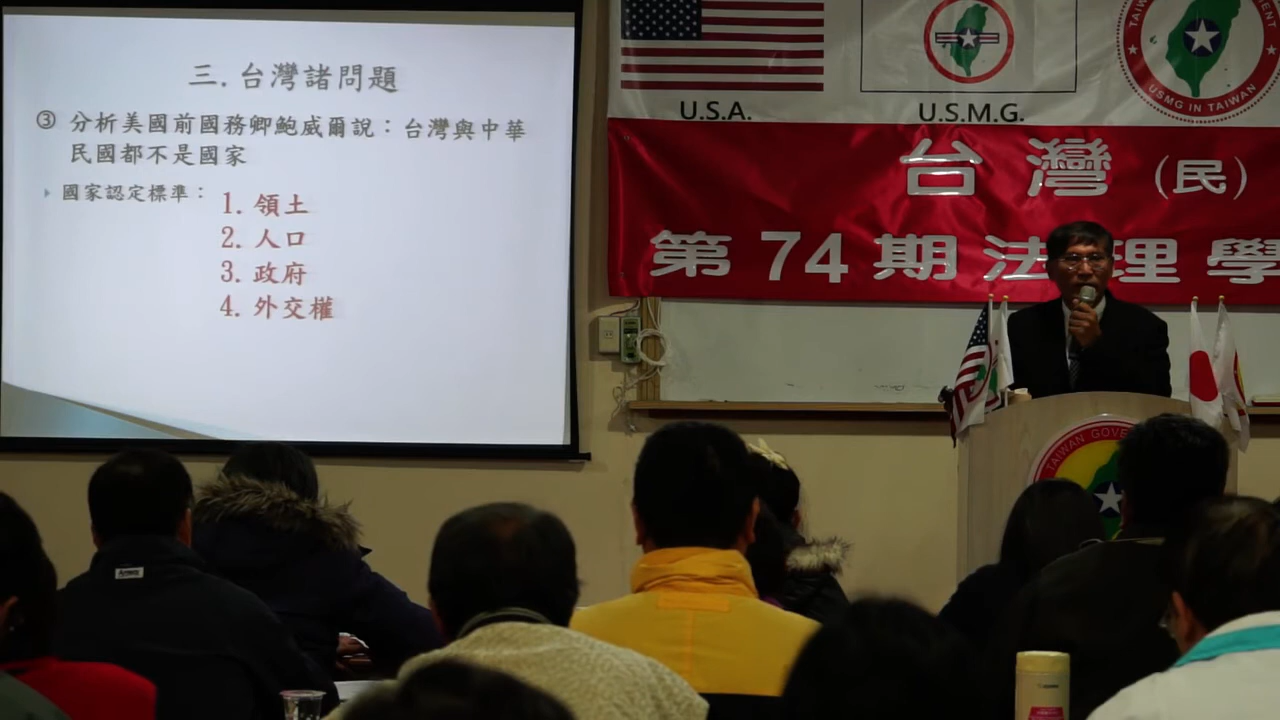 三. 台灣諸問題
③ 分析美國前國務卿鮑威爾說：台灣與中華
民國都不是國家
國家認定標準：
1. 領土
2. 人口
3. 政府
4. 外交權
U.S.A.
U.S.M.G.
USMG IN TAIWAN
台灣（民）
第74期法理學
TAIWAN GOVE